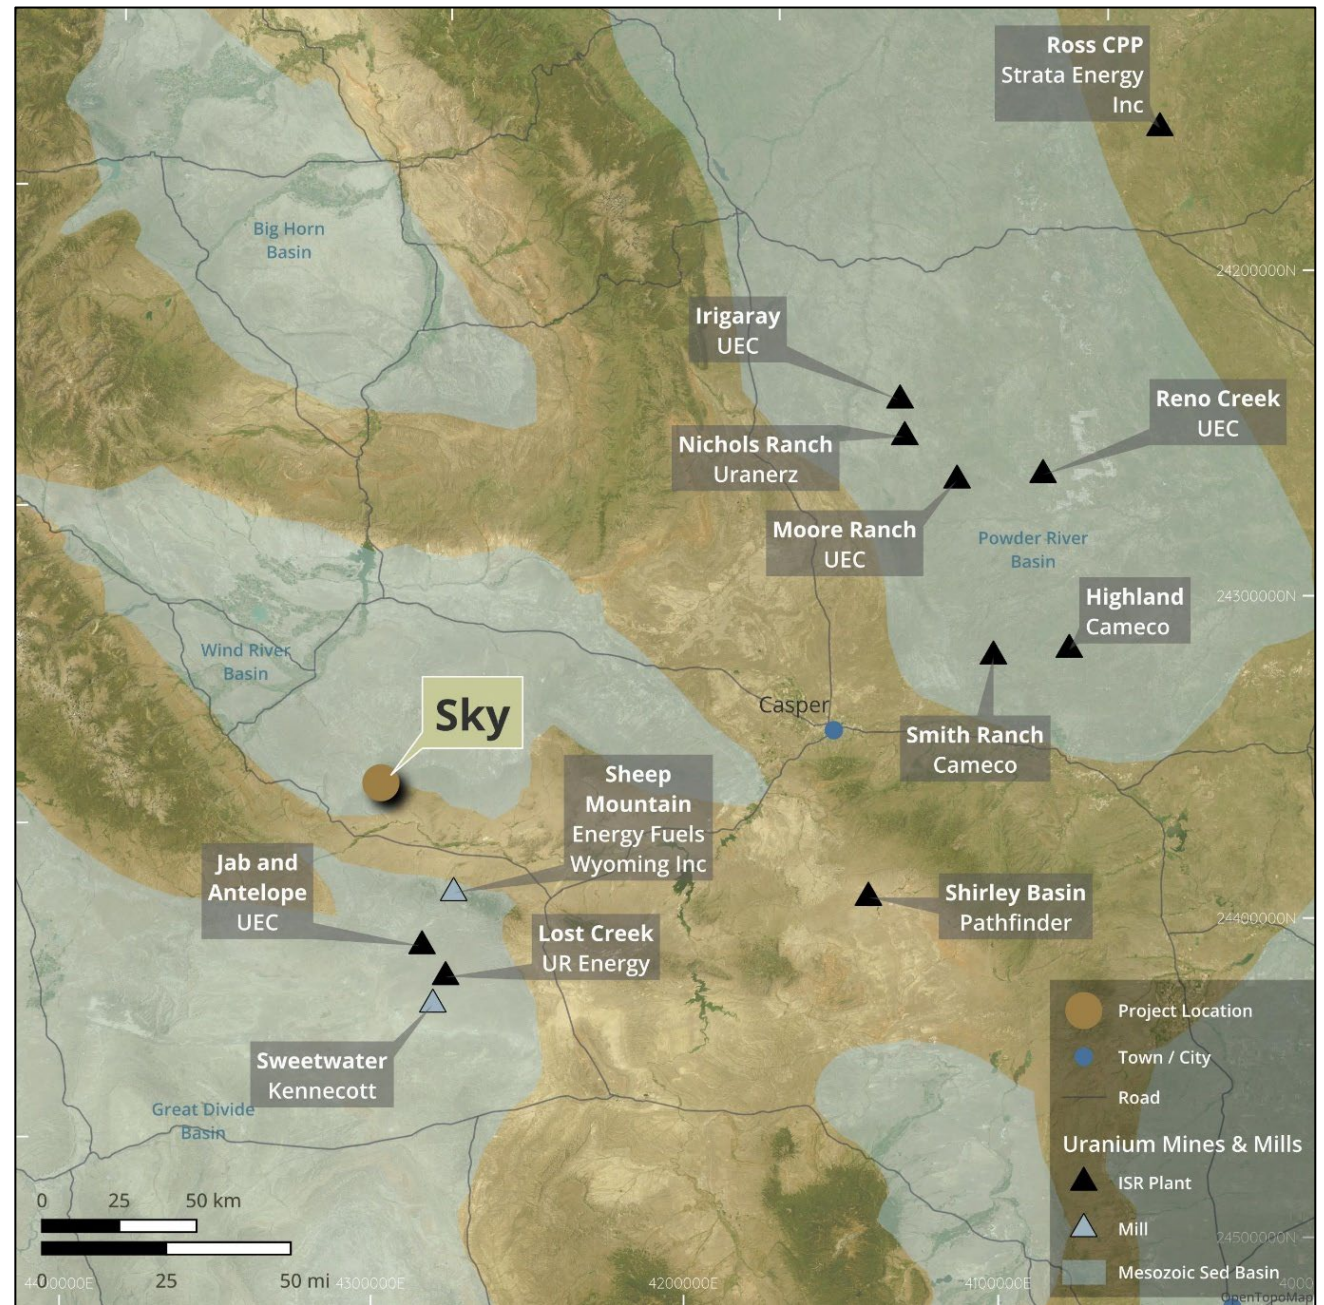 Ross CPP
Strata Energy
Inc
Big Horn
Basin
24200000N
Irigaray
UEC
Reno Creek
UEC
Nichols Ranch
Uranerz
Moore Ranch
UEC
Powder River
Basin
24300000N
Highland
Cameco
Wind River
Basin
Sky
Casper
Smith Ranch
Cameco
Sheep
Mountain
Energy Fuels
Wyoming Inc
Jab and
Antelope
UEC
Shirley Basin
Pathfinder
24400000N
Lost Creek
UR Energy
Sweetwater
Kennecott
Great Divide
Basin
Project Location
Town / City
Road
Uranium Mines & Mills
ISR Plant
Mill
24500000N
Mesozoic Sed Basin
0 25 50 km
0 25 50 mi
4300000E
4200000E
4100000E
OpenTopoMap